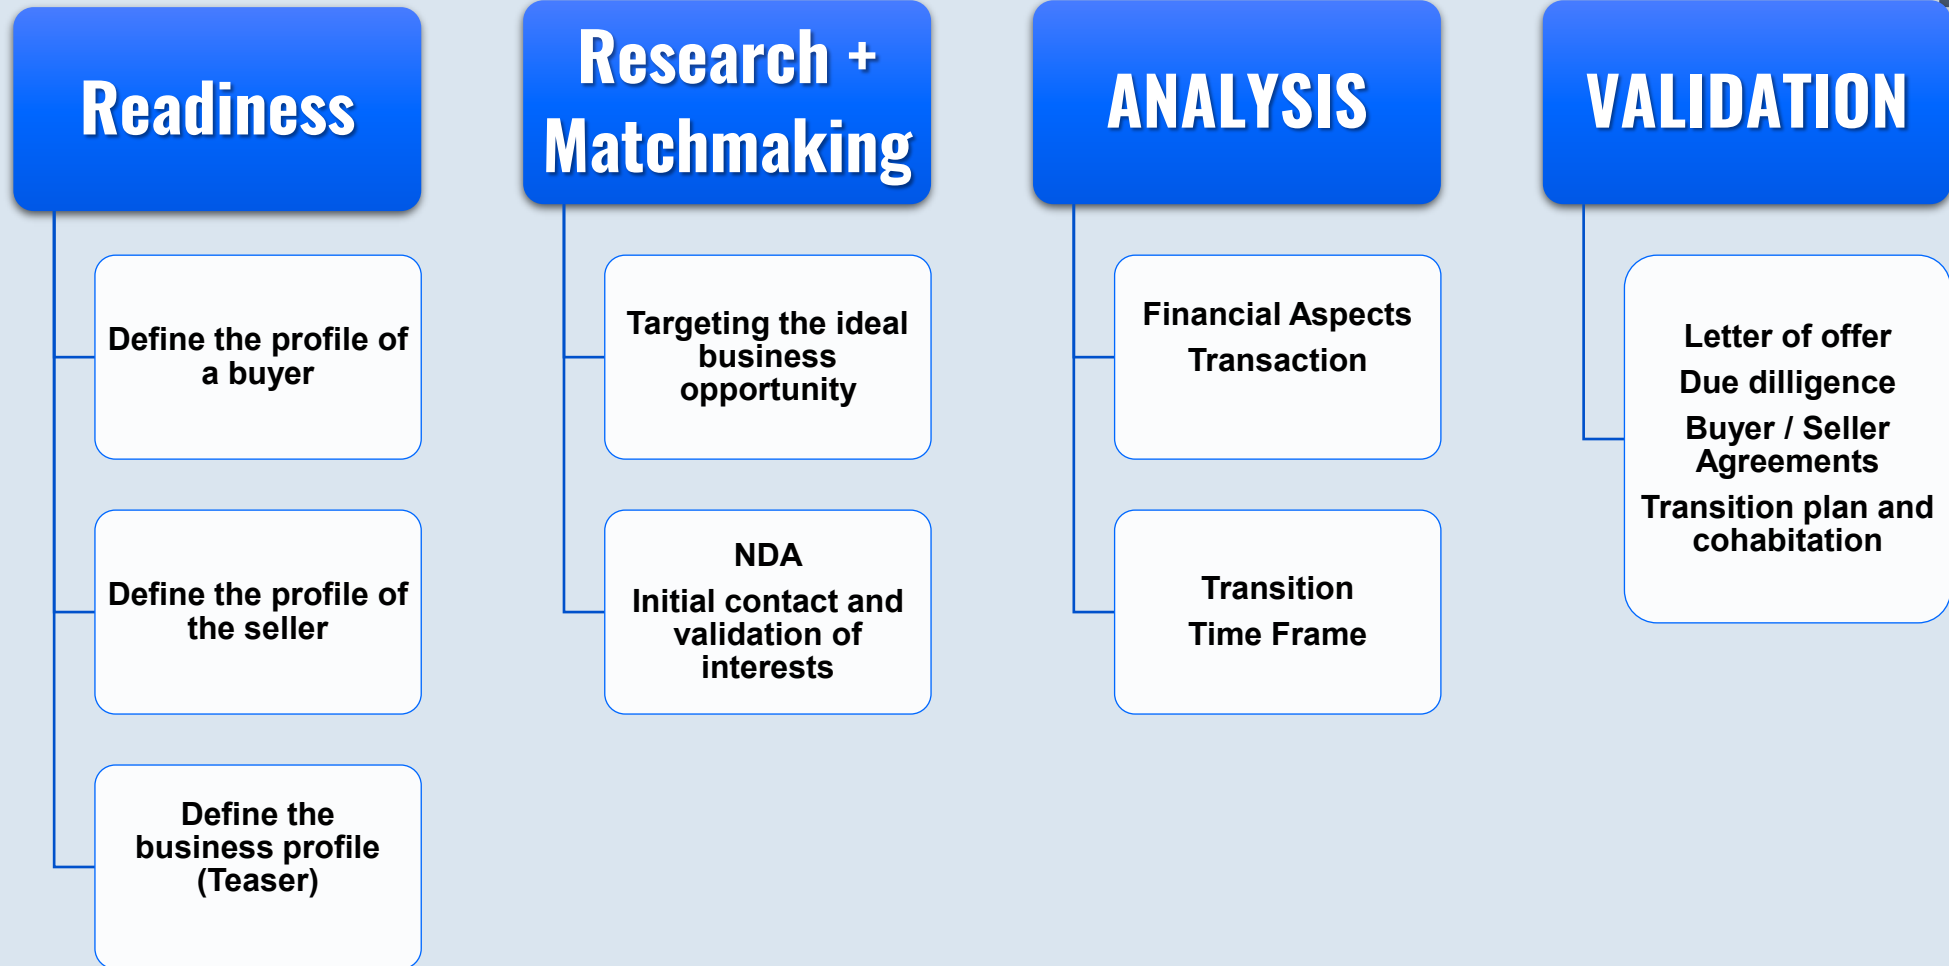 Readiness
Define the profile of
a buyer
Define the profile of
the seller
Define the
business profile
(Teaser)
Research +
Matchmaking
Targeting the ideal
business
opportunity
NDA
Initial contact and
validation of
interests
ANALYSIS
Financial Aspects
Transaction
Transition
Time Frame
VALIDATION
Letter of offer
Due dilligence
Buyer / Seller
Agreements
Transition plan and
cohabitation